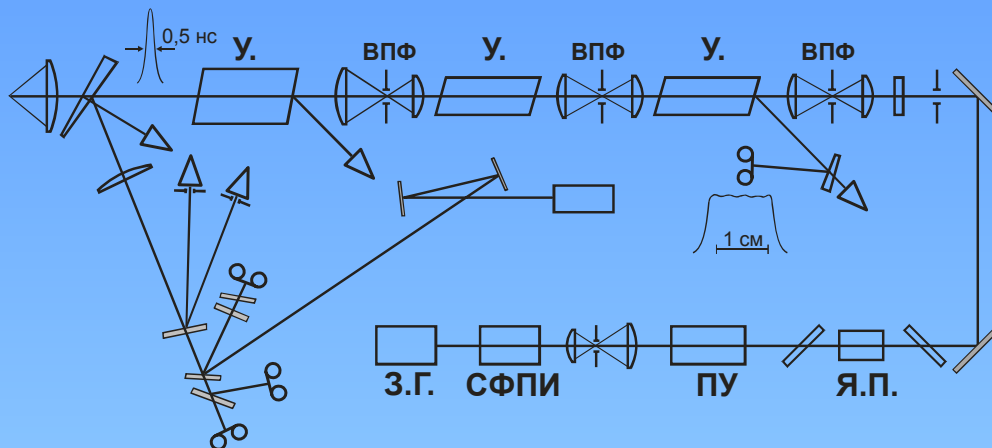 0,5 нс
У.
ВПФ
У.
ВПФ
У.
ВПФ
1 см
З.Г.
СФПИ
ПУ
Я.П.